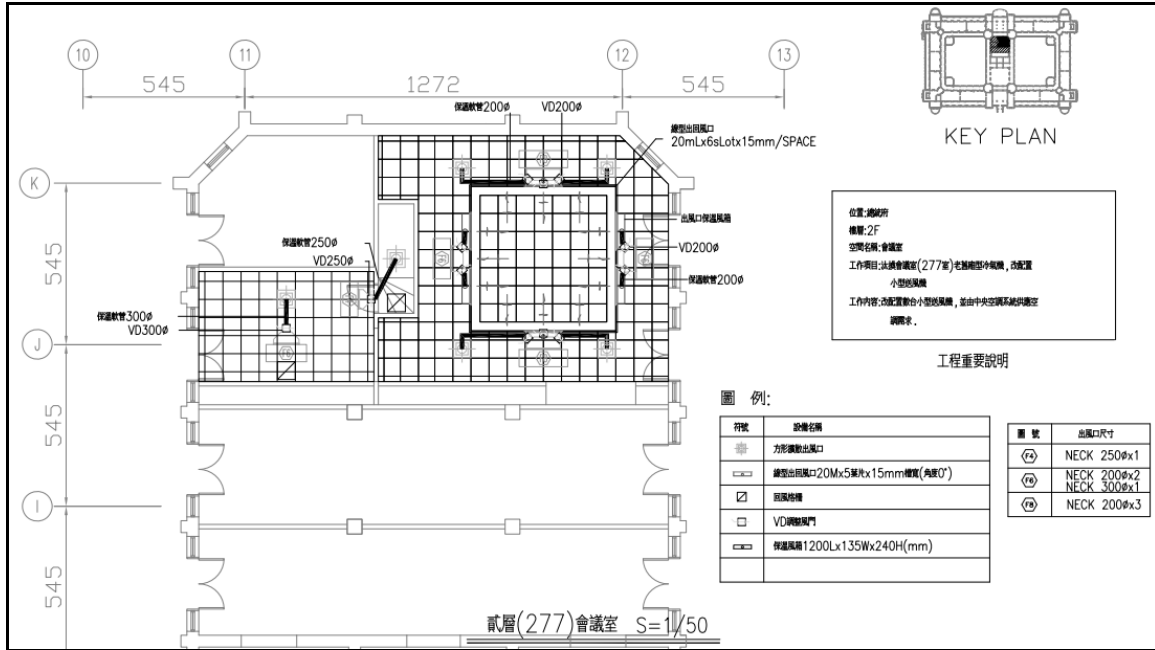 10
11
12
13
545
1272
545
保溫軟管200ø
VD200ø
線型出回風口
20mLx6sLotx15mm/SPACE
KEY PLAN
K
545
保溫軟管250ø
VD250ø
出風口保溫風箱
VD200ø
保溫軟管200ø
保溫軟管300ø
VD300ø
J
545
I
545
位置:總統府
樓層:2F
空間名稱:會議室
工作項目:汰換會議室(277室)老舊箱型冷氣機，改配置
小型送風機
工作內容:改配置數台小型送風機，並由中央空調系統供應空
調需求.
工程重要說明
圖 例:
符號 設備名稱
方形擴散出風口
線型出回風口20Mx5葉片x15mm槽寬(角度0°)
回風格柵
VD調整風門
保溫風箱1200Lx135Wx240H(mm)
圖 號 出風口尺寸
F4 NECK 250øx1
F6 NECK 200øx2
NECK 300øx1
F8 NECK 200øx3
貳層(277)會議室 S=1/50